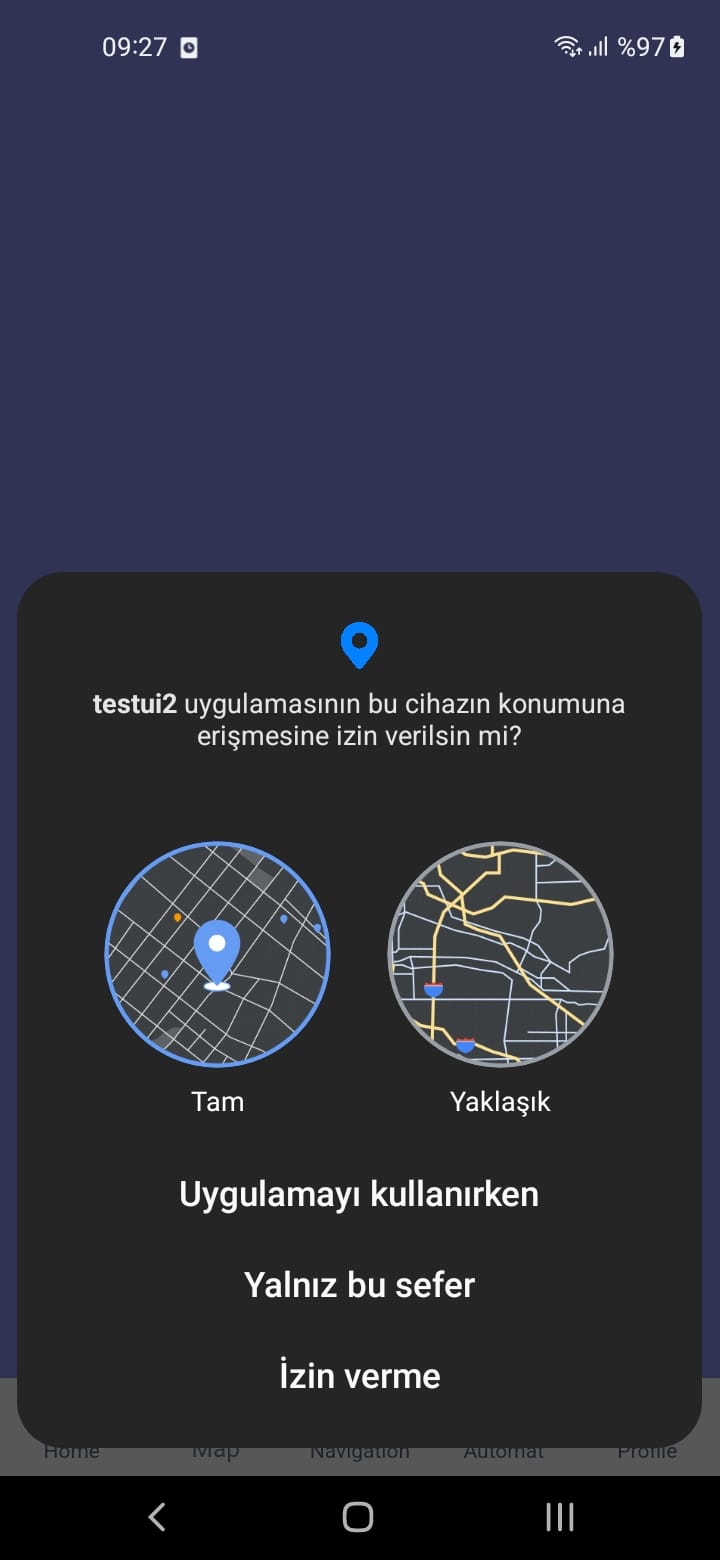 09:27 %97
testui2 uygulamasının bu cihazın konumuna
erişmesine izin verilsin mi?
Tam Yaklaşık
Uygulamayı kullanırken
Yalnız bu sefer
İzin verme
Home Map Navigation Automat Profile